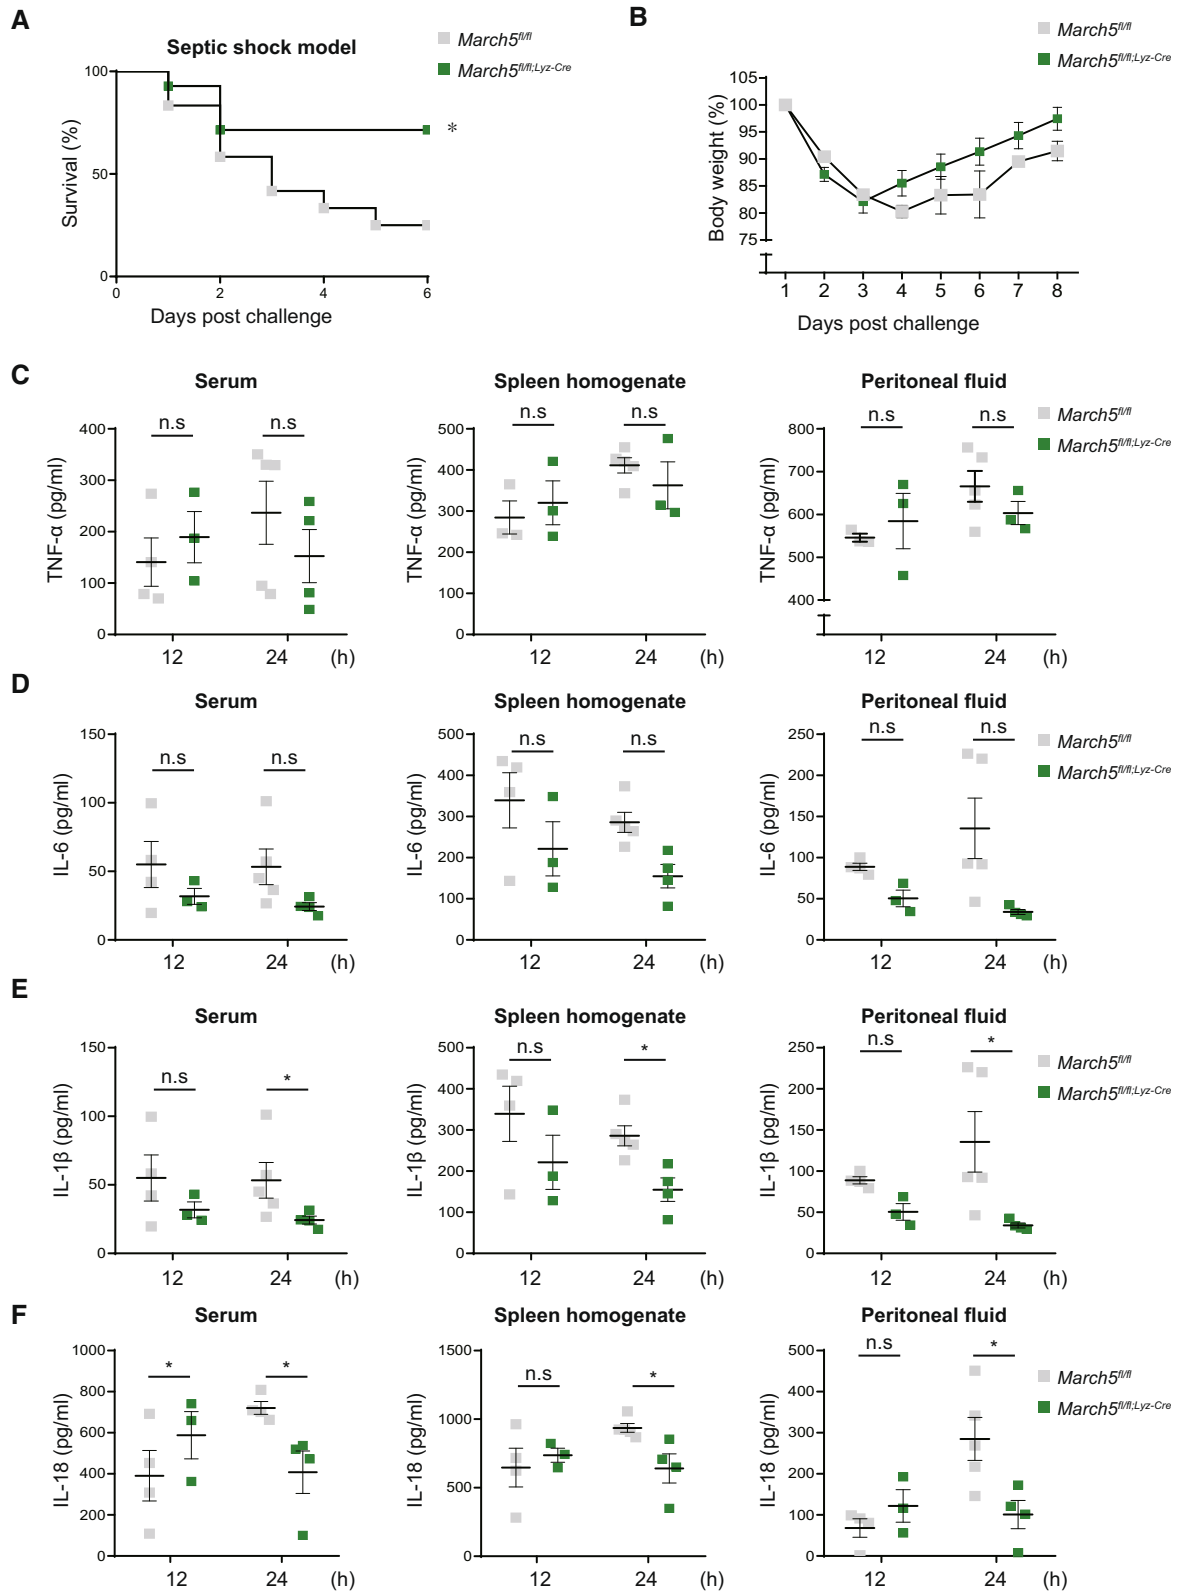 A
Septic shock model
March5fl/fl
March5fl/fl;Lyz-Cre
Survival (%)
100
50
0
*
0 2 4 6
Days post challenge
B
March5fl/fl
March5fl/fl;Lyz-Cre
Body weight (%)
105
100
95
90
85
80
75
1 2 3 4 5 6 7 8
Days post challenge
C
Serum
TNF-α (pg/ml)
400
300
200
100
0
n.s n.s
12 24 (h)
Spleen homogenate
TNF-α (pg/ml)
500
400
300
200
100
0
n.s n.s
12 24 (h)
Peritoneal fluid
TNF-α (pg/ml)
800
700
600
500
400
n.s n.s
12 24 (h)
March5fl/fl
March5fl/fl;Lyz-Cre
D
Serum
IL-6 (pg/ml)
150
100
50
0
n.s n.s
12 24 (h)
Spleen homogenate
IL-6 (pg/ml)
500
400
300
200
100
0
n.s n.s
12 24 (h)
Peritoneal fluid
IL-6 (pg/ml)
250
200
150
100
50
0
n.s n.s
12 24 (h)
March5fl/fl
March5fl/fl;Lyz-Cre
E
Serum
IL-1β (pg/ml)
150
100
50
0
n.s *
12 24 (h)
Spleen homogenate
IL-1β (pg/ml)
500
400
300
200
100
0
n.s *
12 24 (h)
Peritoneal fluid
IL-1β (pg/ml)
250
200
150
100
50
0
n.s *
12 24 (h)
March5fl/fl
March5fl/fl;Lyz-Cre
F
Serum
IL-18 (pg/ml)
1000
800
600
400
200
0
* *
12 24 (h)
Spleen homogenate
IL-18 (pg/ml)
1500
1000
500
0
n.s *
12 24 (h)
Peritoneal fluid
IL-18 (pg/ml)
500
400
300
200
100
0
n.s *
12 24 (h)
March5fl/fl
March5fl/fl;Lyz-Cre